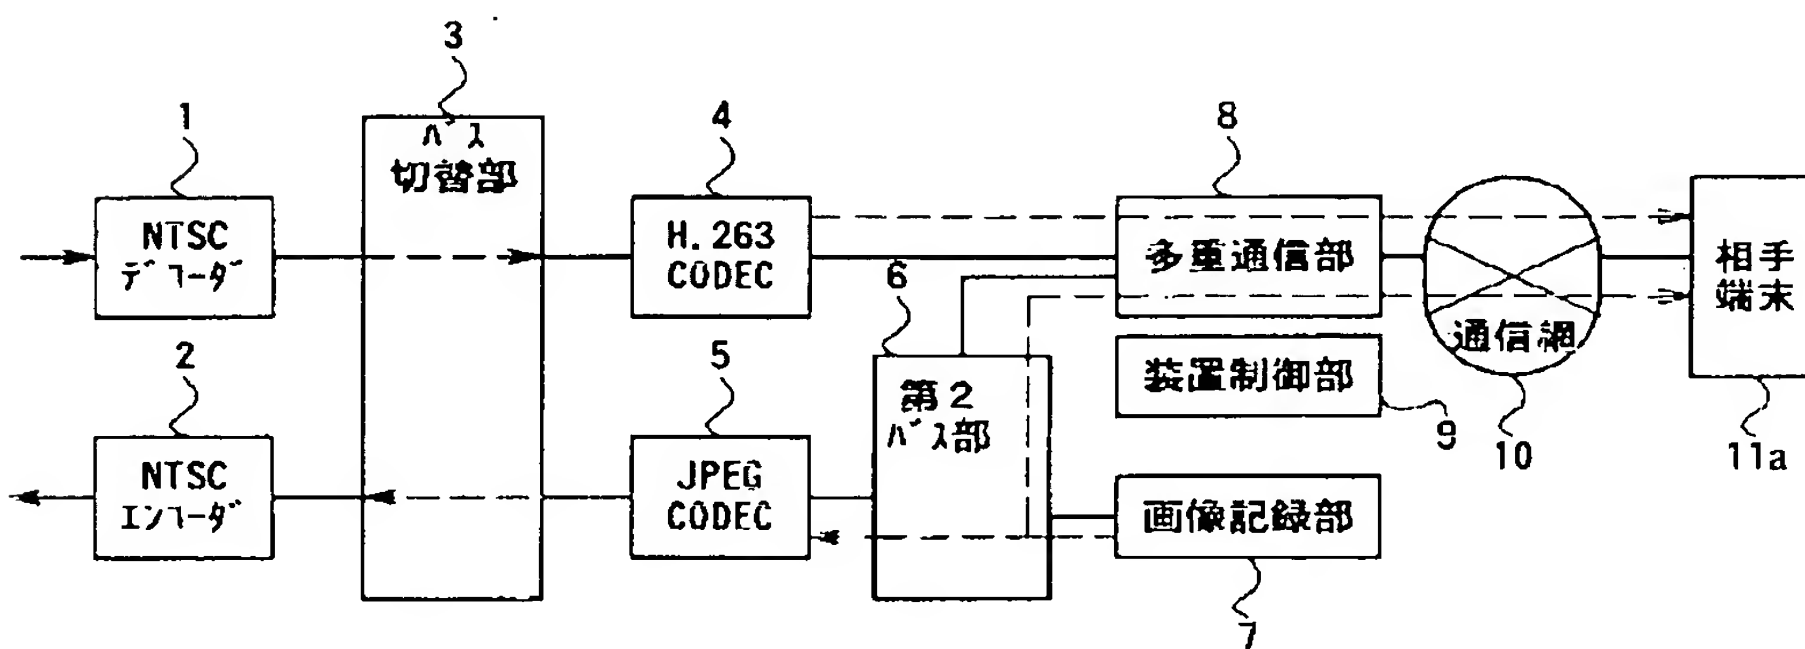 3
1
4
8
バス
切替部
NTSC
デコーダ
H.263
CODEC
多重通信部
相手
端末
6
通信網
2
5
装置制御部
第2
バス部
9
10
11a
NTSC
エンコーダ
JPEG
CODEC
画像記録部
7